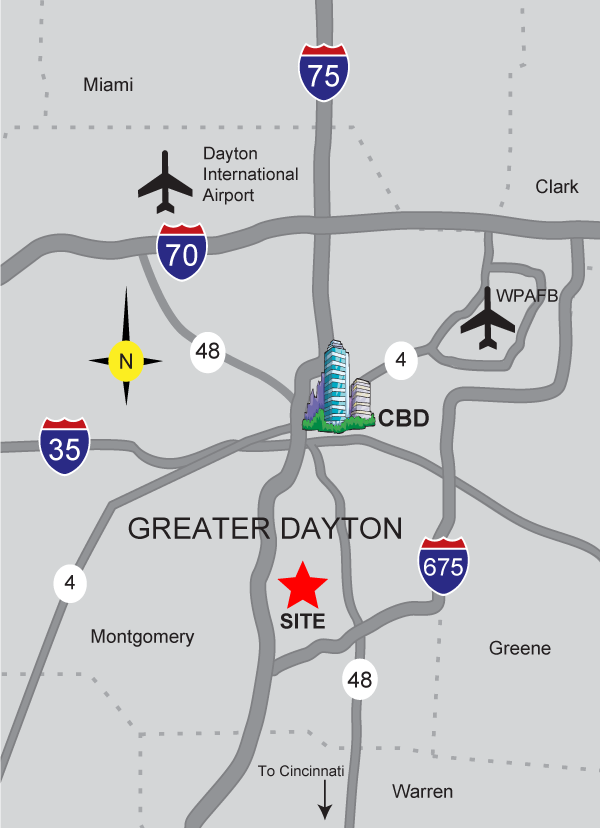 75
Miami
Dayton
International
Airport
Clark
70
WPAFB
48
4
N
CBD
35
GREATER DAYTON
675
4
SITE
Montgomery
Greene
48
To Cincinnati
Warren